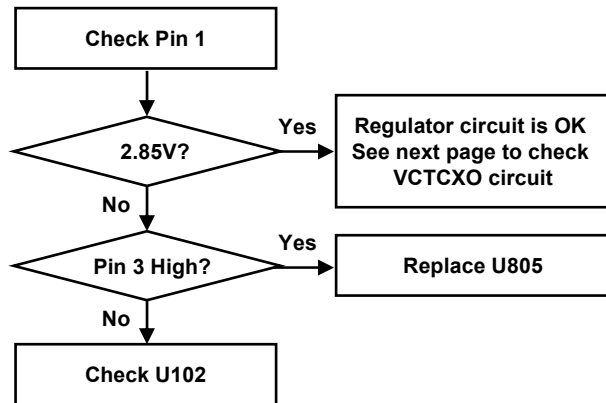 Check Pin 1
2.85V?
Yes
Regulator circuit is OK
See next page to check
VCTCXO circuit
No
Pin 3 High?
Yes
Replace U805
No
Check U102